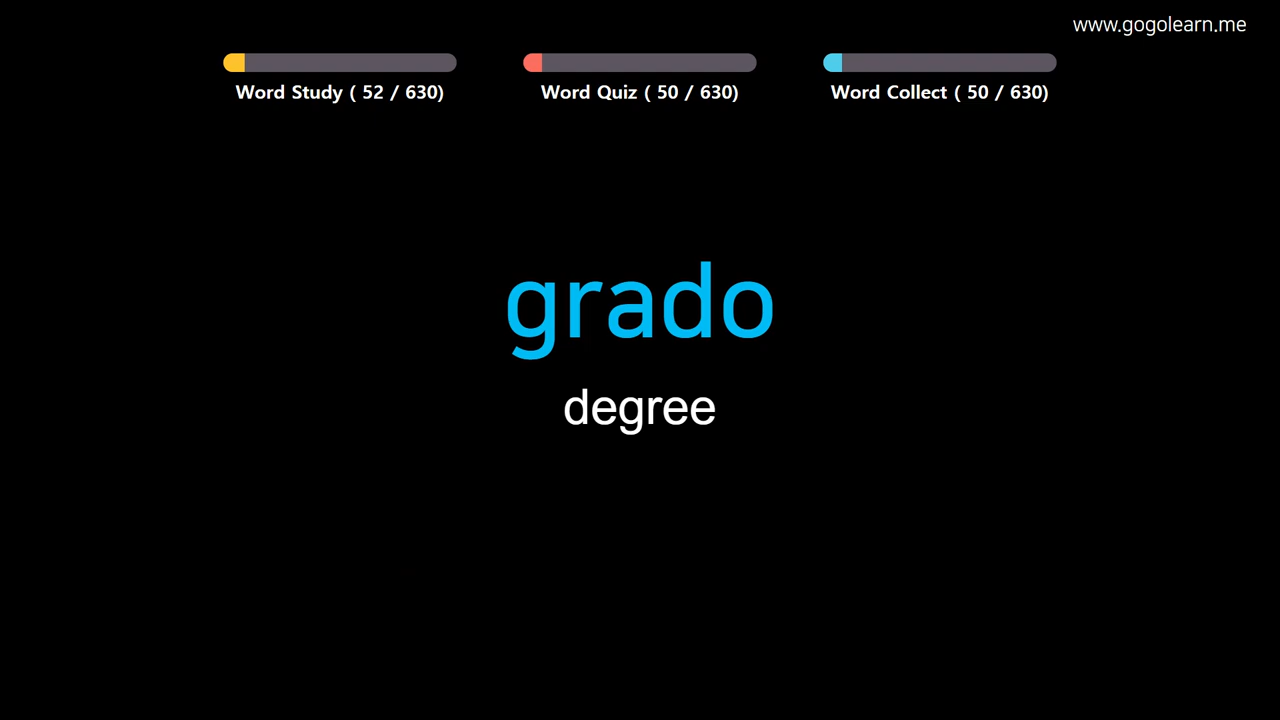 www.gogolearn.me
Word Study ( 52 / 630)
Word Quiz ( 50 / 630)
Word Collect ( 50 / 630)
grado
degree